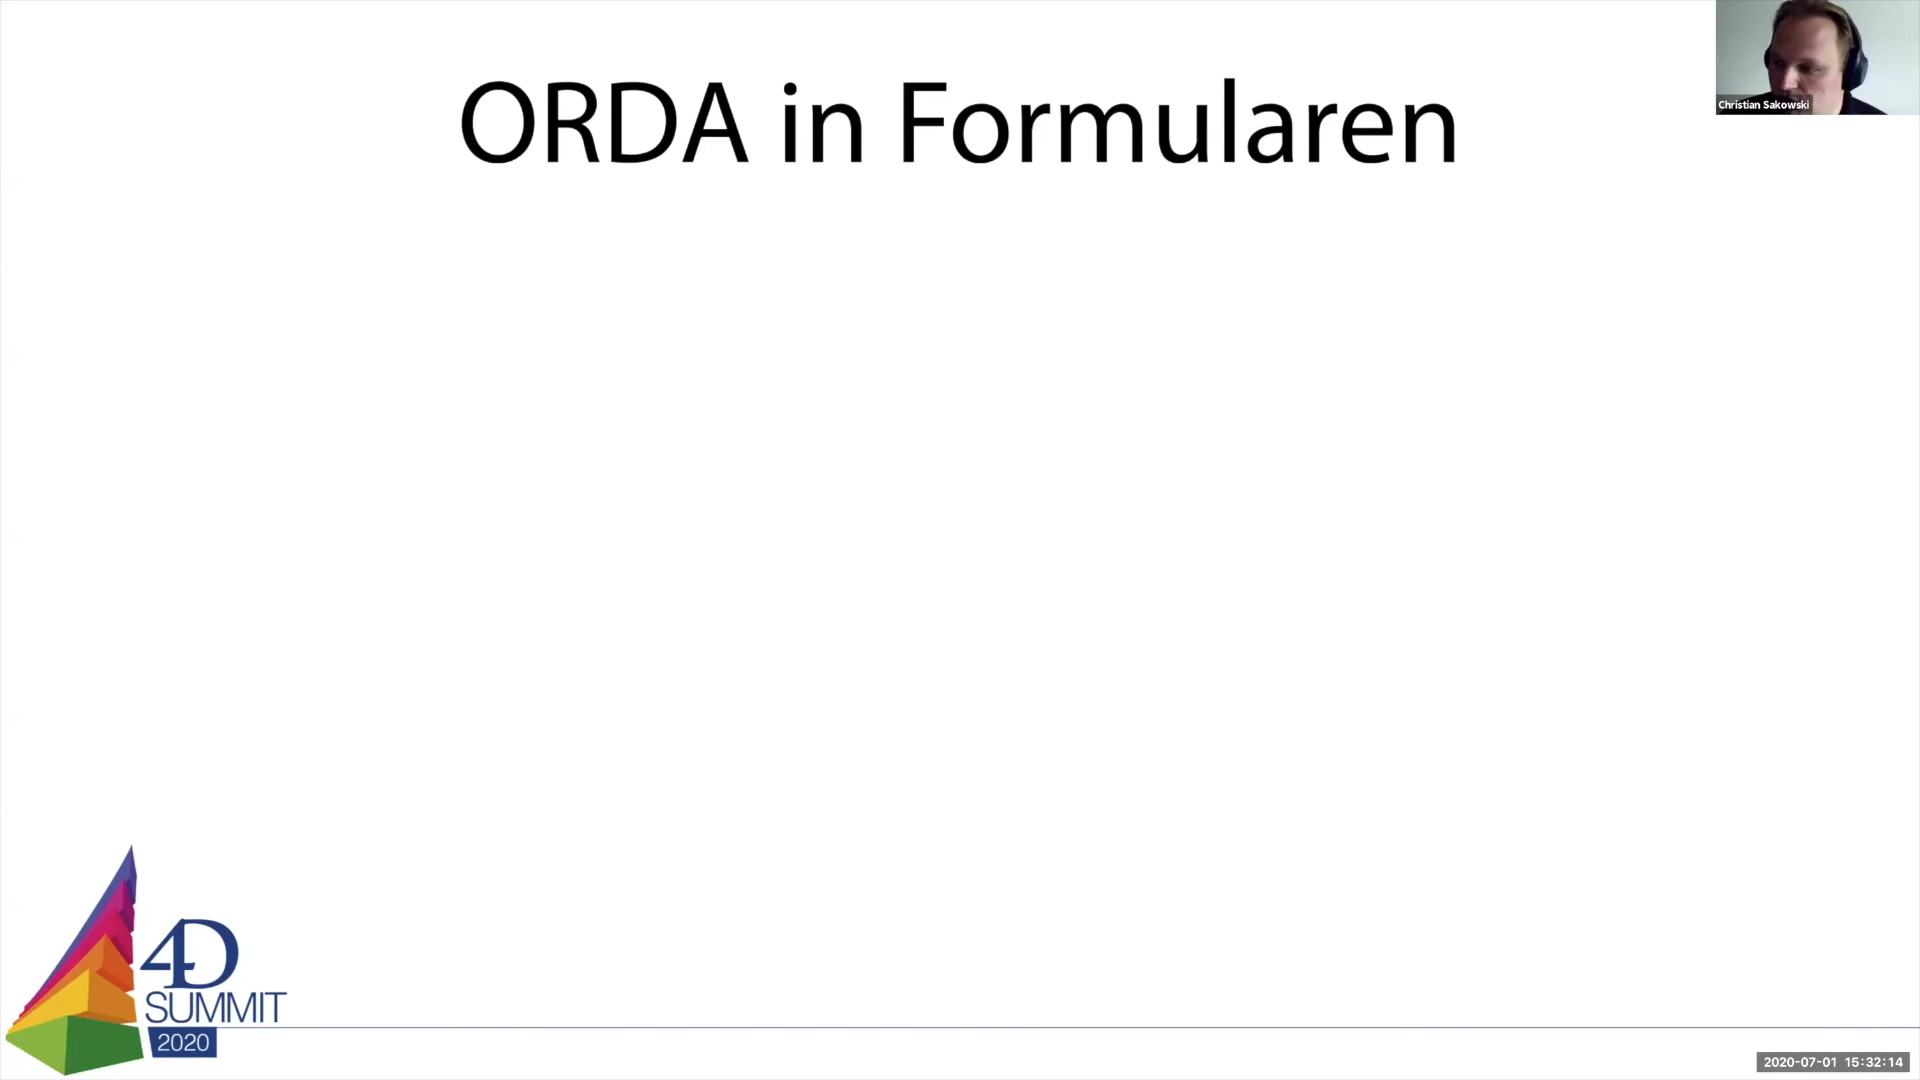 ORDA in Formularen
Christian Sakowski
4D
SUMMIT
2020
2020-07-01 15:32:14